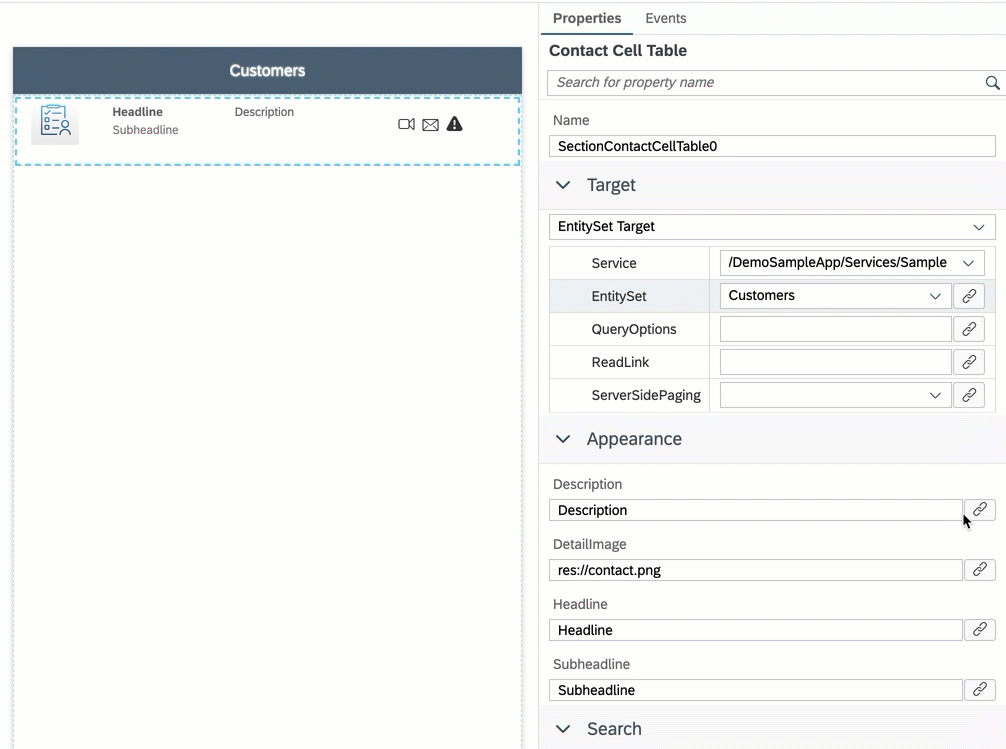 Customers
Headline
Subheadline
Description
Properties Events
Contact Cell Table
Search for property name
Name
SectionContactCellTable0
Target
EntitySet Target
Service /DemoSampleApp/Services/Sample
EntitySet Customers
QueryOptions
ReadLink
ServerSidePaging
Appearance
Description
Description
DetailImage
res://contact.png
Headline
Headline
Subheadline
Subheadline
Search